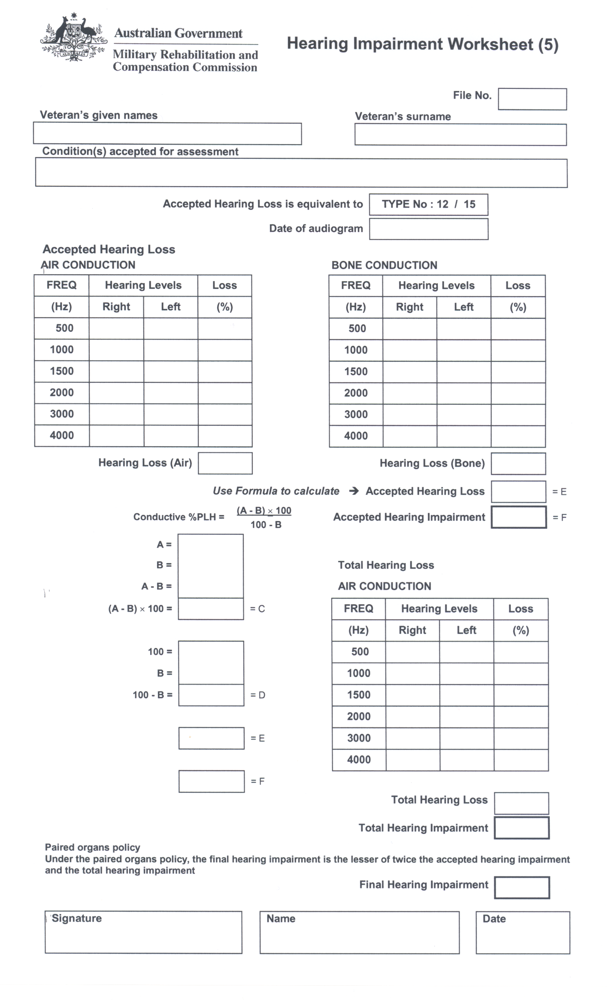 Australian Government
Military Rehabilitation and
Compensation Commission
AUSTRALIA
Hearing Impairment Worksheet (5)
File No.
Veteran's given names
Veteran's surname
Condition(s) accepted for assessment
Accepted Hearing Loss is equivalent to TYPE No : 12 / 15
Date of audiogram
Accepted Hearing Loss
AIR CONDUCTION
FREQ Hearing Levels Loss
(Hz) Right Left (%)
500
1000
1500
2000
3000
4000
Hearing Loss (Air)
BONE CONDUCTION
FREQ Hearing Levels Loss
(Hz) Right Left (%)
500
1000
1500
2000
3000
4000
Hearing Loss (Bone)
Use Formula to calculate → Accepted Hearing Loss = E
Accepted Hearing Impairment = F
Conductive %PLH = (A - B) × 100
100 - B
A =
B =
A - B =
(A - B) × 100 = = C
100 =
B =
100 - B = = D
= E
= F
Total Hearing Loss
AIR CONDUCTION
FREQ Hearing Levels Loss
(Hz) Right Left (%)
500
1000
1500
2000
3000
4000
Total Hearing Loss
Total Hearing Impairment
Paired organs policy
Under the paired organs policy, the final hearing impairment is the lesser of twice the accepted hearing impairment
and the total hearing impairment
Final Hearing Impairment
Signature Name Date